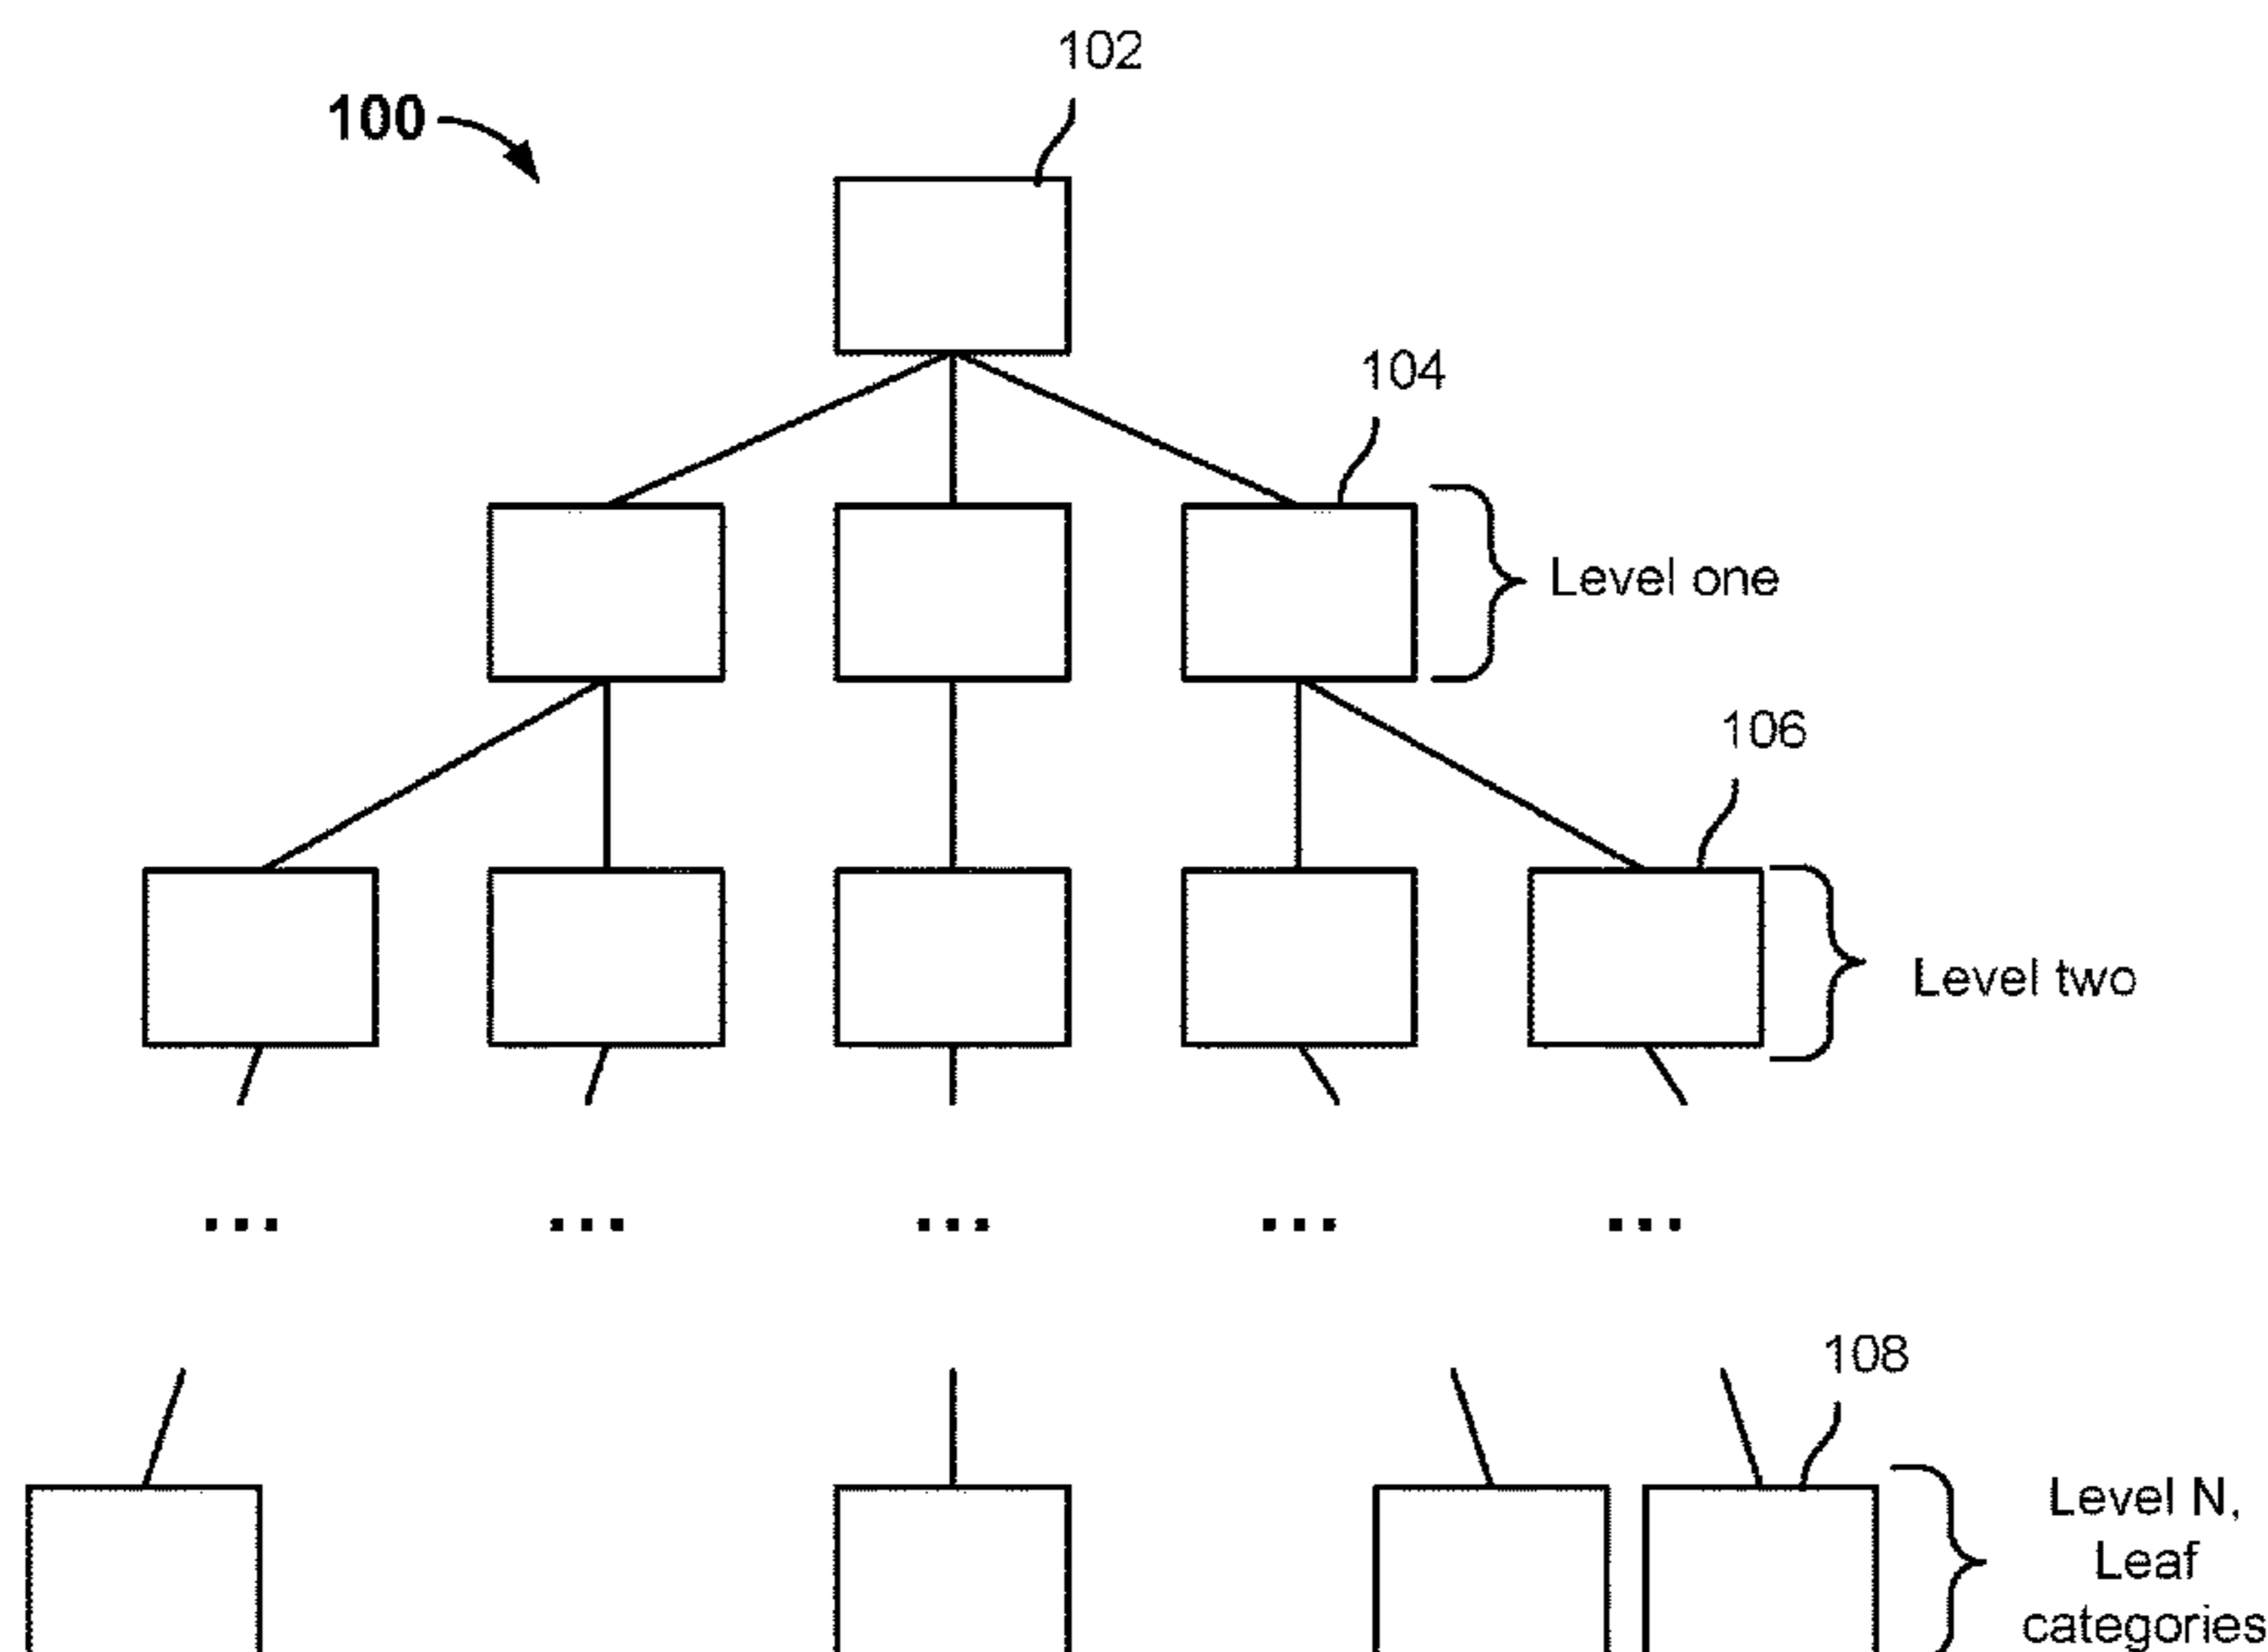 102
100
104
Level one
106
Level two
... ... ... ... ...
108
Level N,
Leaf
categories